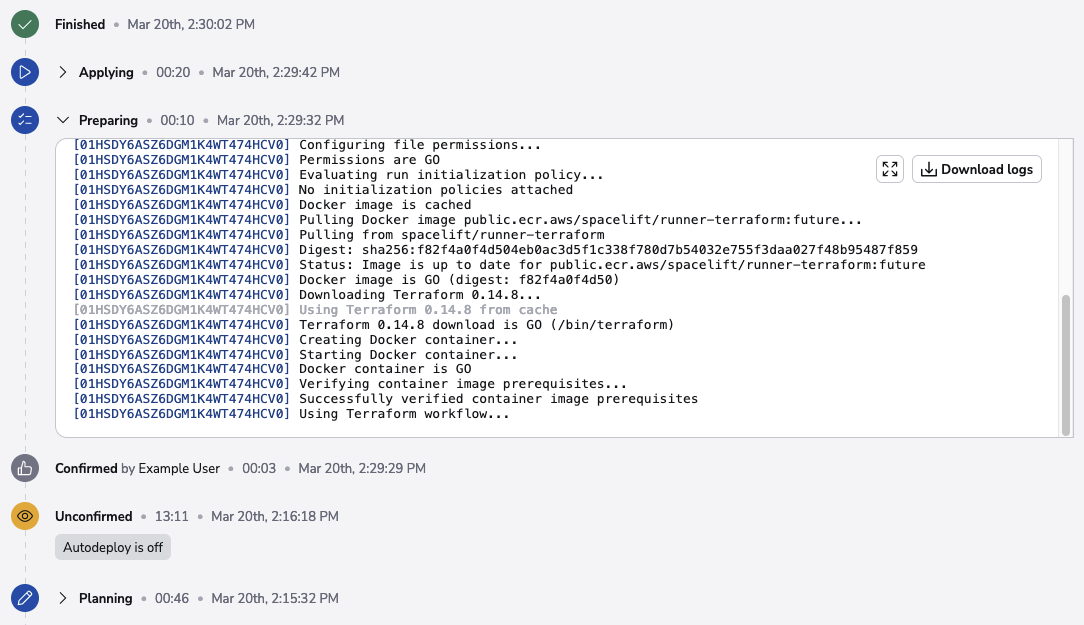 Finished • Mar 20th, 2:30:02 PM
Applying • 00:20 • Mar 20th, 2:29:42 PM
Preparing • 00:10 • Mar 20th, 2:29:32 PM
[01HSDY6ASZ6DGM1K4WT474HCV0] Configuring file permissions...
[01HSDY6ASZ6DGM1K4WT474HCV0] Permissions are GO
[01HSDY6ASZ6DGM1K4WT474HCV0] Evaluating run initialization policy...
[01HSDY6ASZ6DGM1K4WT474HCV0] No initialization policies attached
[01HSDY6ASZ6DGM1K4WT474HCV0] Docker image is cached
[01HSDY6ASZ6DGM1K4WT474HCV0] Pulling Docker image public.ecr.aws/spacelift/runner-terraform:future...
[01HSDY6ASZ6DGM1K4WT474HCV0] Pulling from spacelift/runner-terraform
[01HSDY6ASZ6DGM1K4WT474HCV0] Digest: sha256:f82f4a0f4d504eb0ac3d5f1c338f780d7b54032e755f3daa027f48b95487f859
[01HSDY6ASZ6DGM1K4WT474HCV0] Status: Image is up to date for public.ecr.aws/spacelift/runner-terraform:future
[01HSDY6ASZ6DGM1K4WT474HCV0] Docker image is GO (digest: f82f4a0f4d50)
[01HSDY6ASZ6DGM1K4WT474HCV0] Downloading Terraform 0.14.8...
[01HSDY6ASZ6DGM1K4WT474HCV0] Using Terraform 0.14.8 from cache
[01HSDY6ASZ6DGM1K4WT474HCV0] Terraform 0.14.8 download is GO (/bin/terraform)
[01HSDY6ASZ6DGM1K4WT474HCV0] Creating Docker container...
[01HSDY6ASZ6DGM1K4WT474HCV0] Starting Docker container...
[01HSDY6ASZ6DGM1K4WT474HCV0] Docker container is GO
[01HSDY6ASZ6DGM1K4WT474HCV0] Verifying container image prerequisites...
[01HSDY6ASZ6DGM1K4WT474HCV0] Successfully verified container image prerequisites
[01HSDY6ASZ6DGM1K4WT474HCV0] Using Terraform workflow...
Download logs
Confirmed by Example User • 00:03 • Mar 20th, 2:29:29 PM
Unconfirmed • 13:11 • Mar 20th, 2:16:18 PM
Autodeploy is off
Planning • 00:46 • Mar 20th, 2:15:32 PM